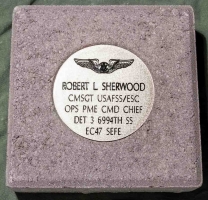 ROBERT L SHERWOOD
CMSGT USAFSS/ESC
OPS PME CMD CHIEF
DET 3 6994TH SS
EC47 SEFE